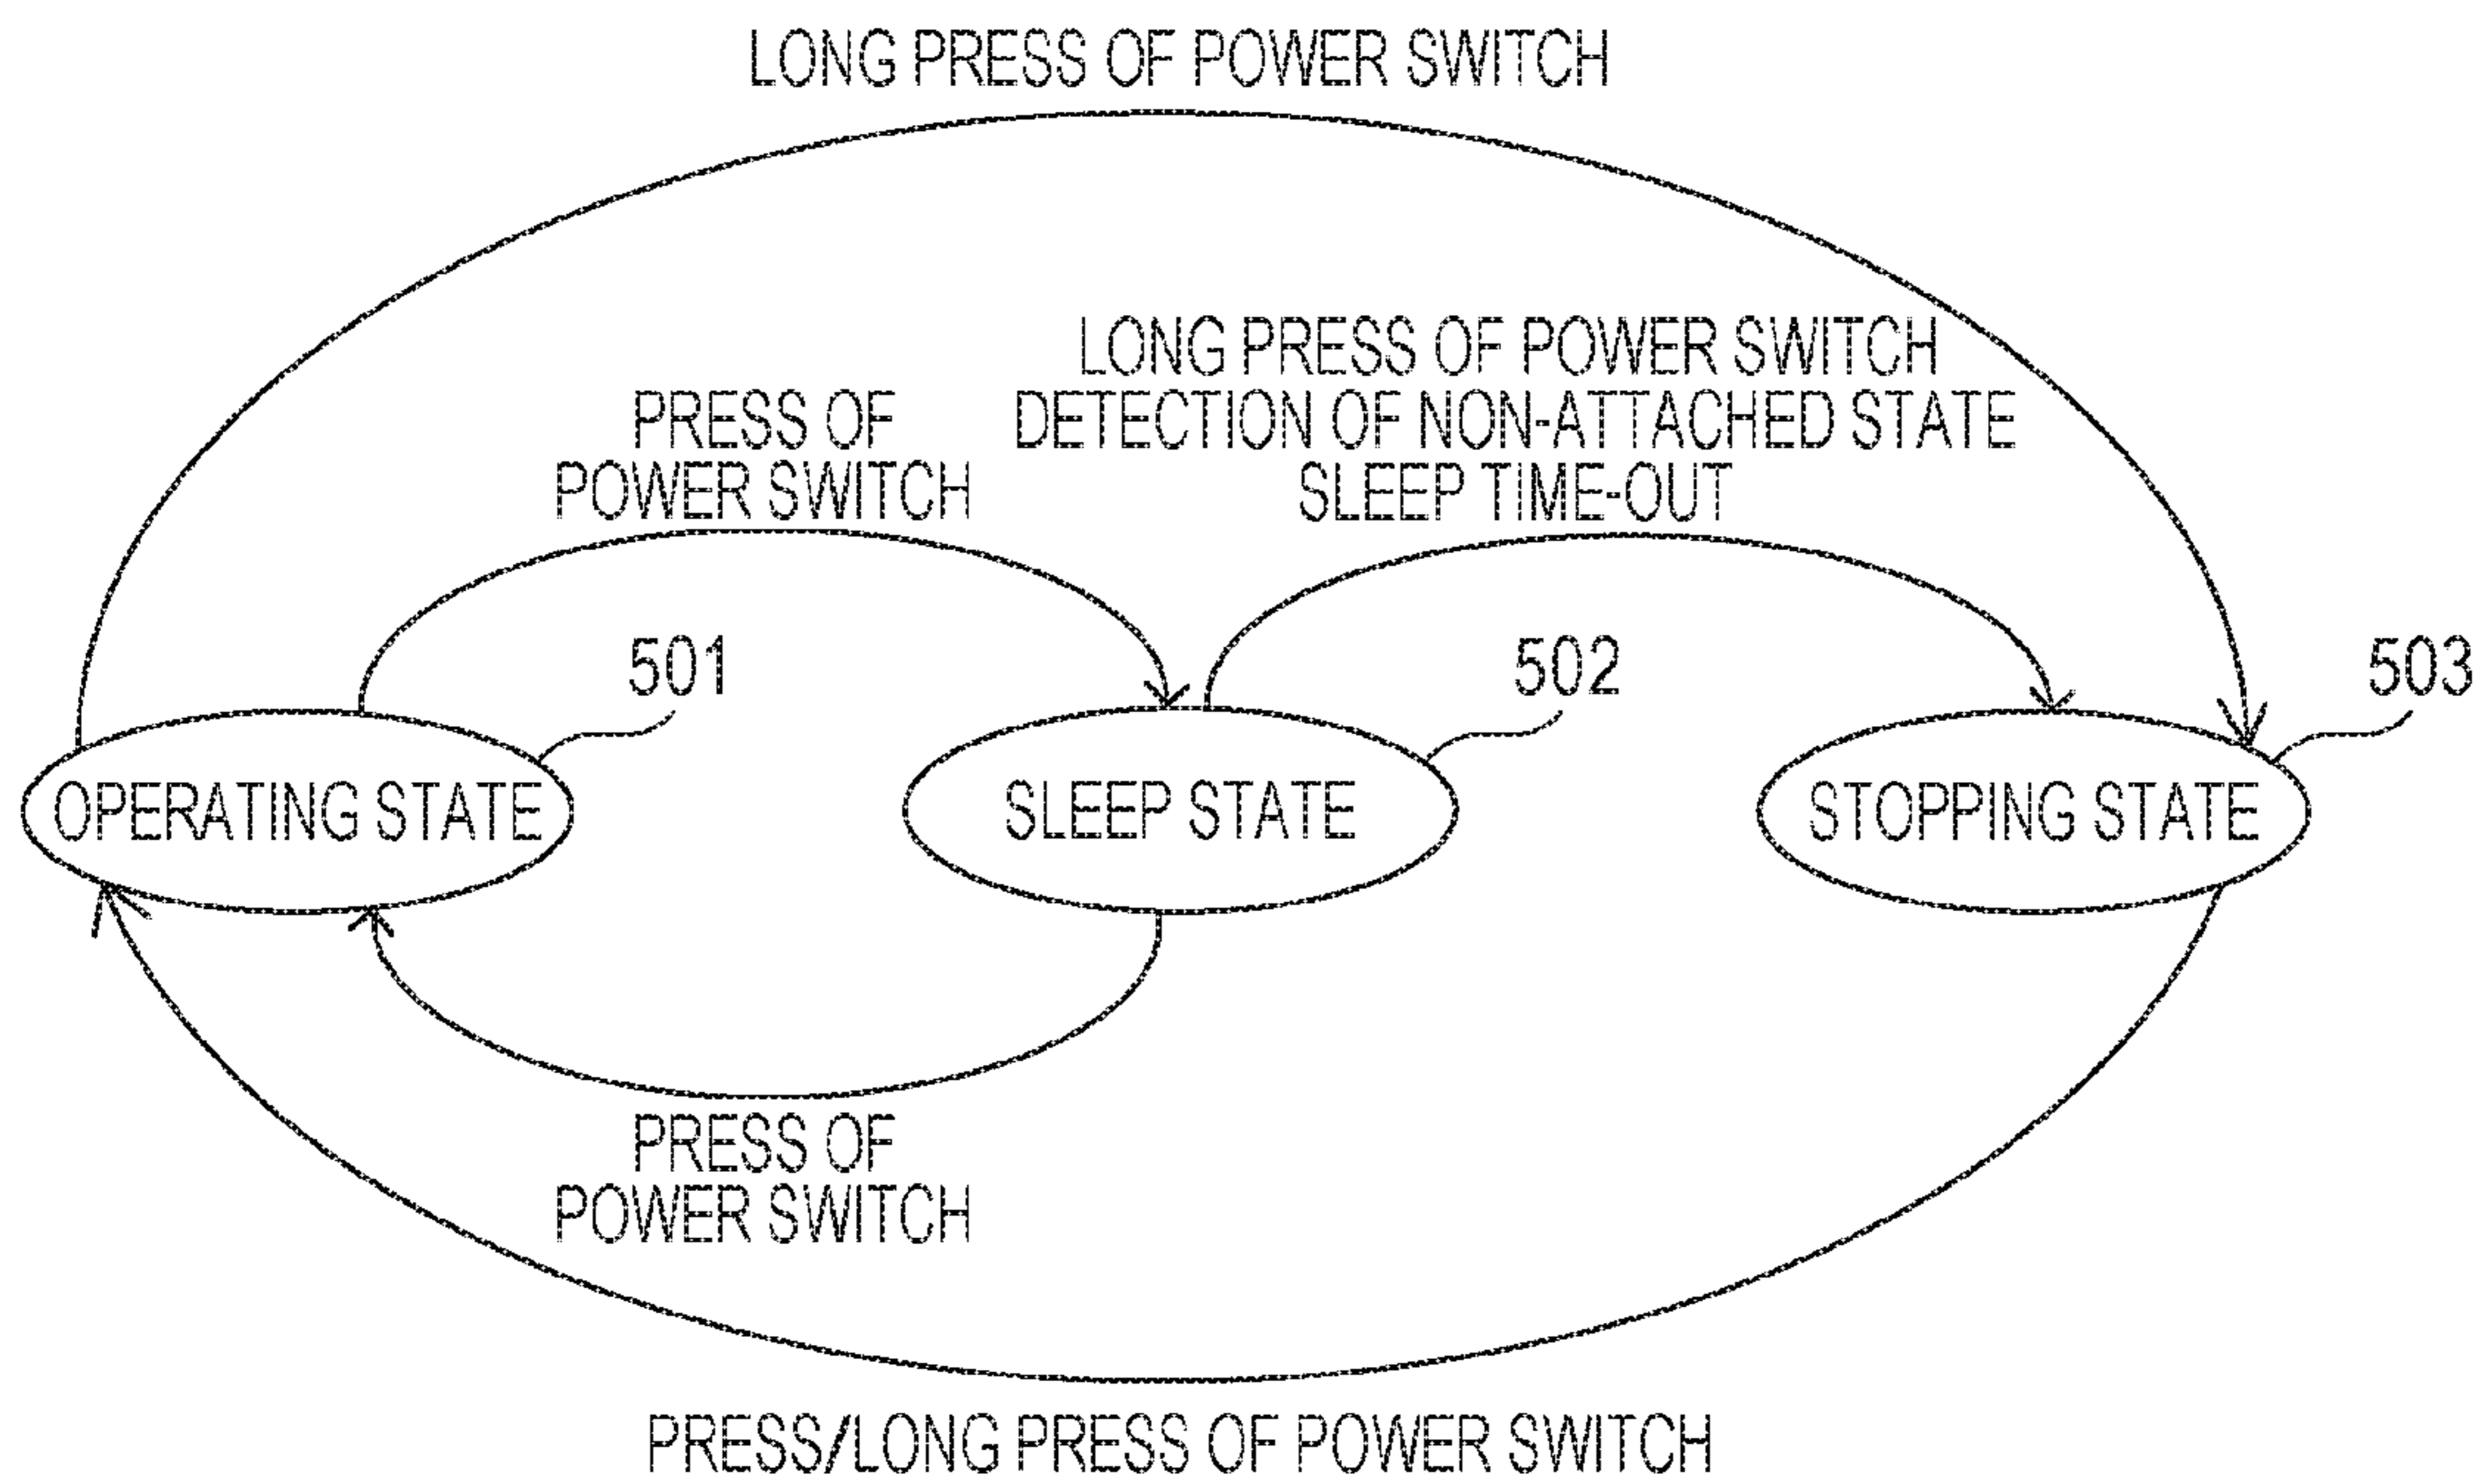 LONG PRESS OF POWER SWITCH
LONG PRESS OF POWER SWITCH
DETECTION OF NON-ATTACHED STATE
SLEEP TIME-OUT
PRESS OF
POWER SWITCH
501
502
503
OPERATING STATE
SLEEP STATE
STOPPING STATE
PRESS OF
POWER SWITCH
PRESS/LONG PRESS OF POWER SWITCH